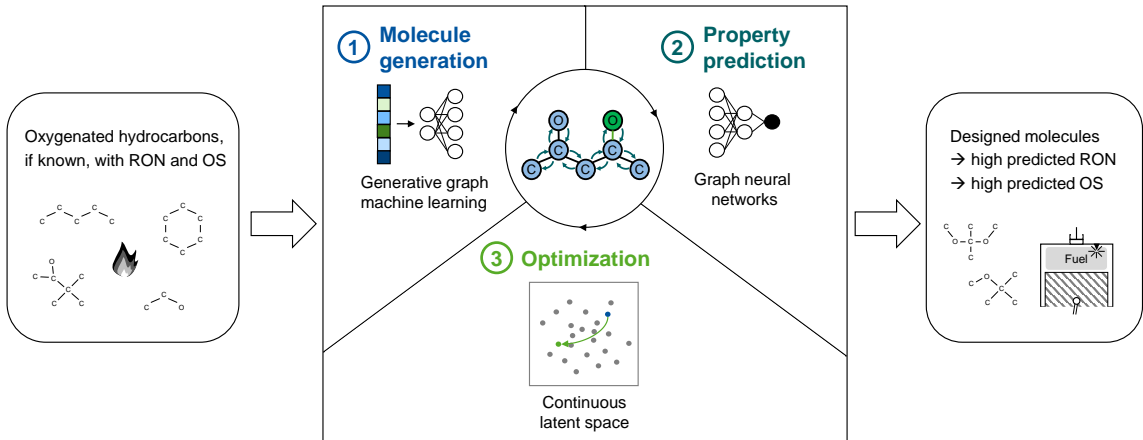 Oxygenated hydrocarbons,
if known, with RON and OS
C C C C C
C C C C C C
O
C C C C C C
C C O
1 Molecule
generation
Generative graph
machine learning
2 Property
prediction
Graph neural
networks
O O
C C
C C C
3 Optimization
Continuous
latent space
Designed molecules
→ high predicted RON
→ high predicted OS
C C C
O C O
C C
C O C
C C C
Fuel